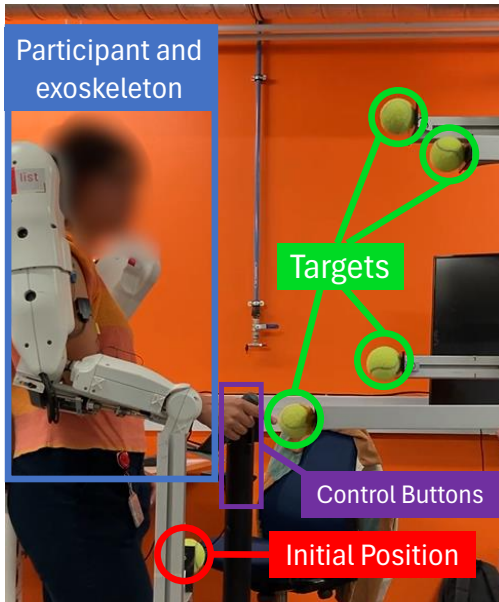 Participant and
exoskeleton
list
Targets
Control Buttons
Initial Position